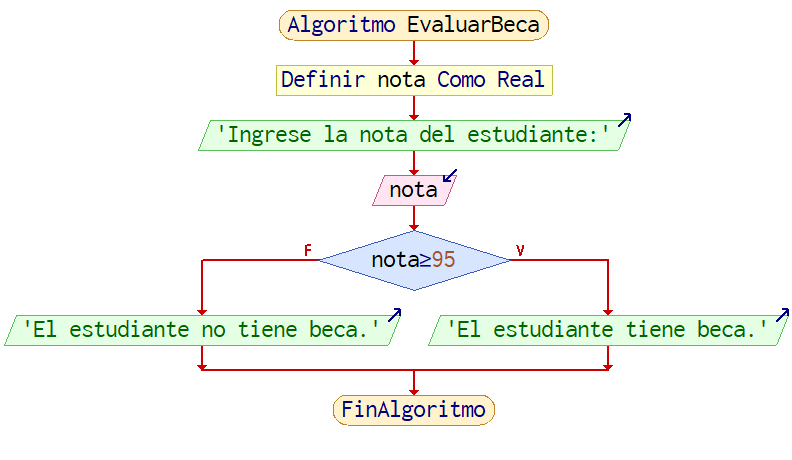 Algoritmo EvaluarBeca
Definir nota Como Real
'Ingrese la nota del estudiante:'
nota
F
V
nota≥95
'El estudiante no tiene beca.'
'El estudiante tiene beca.'
FinAlgoritmo